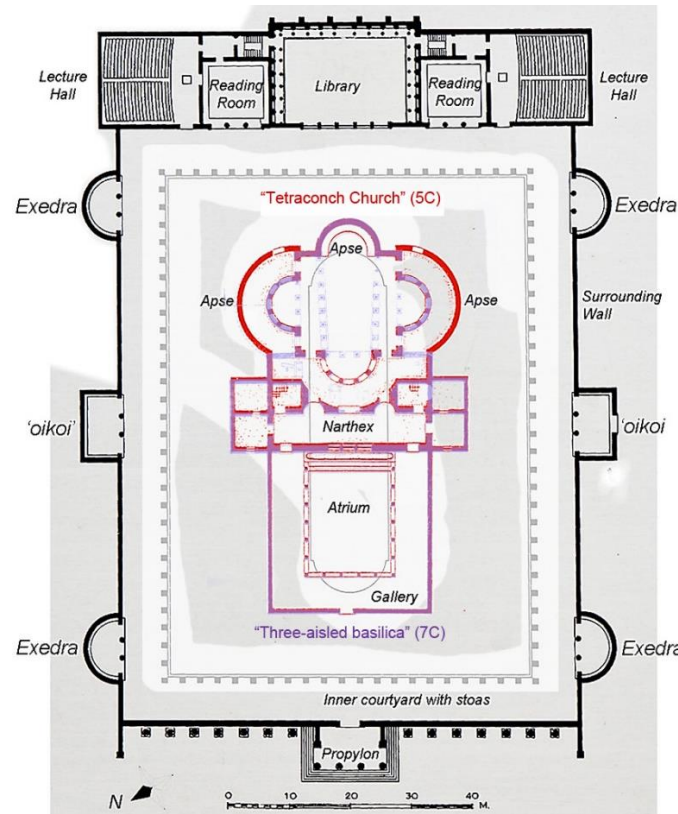 Lecture
Hall
Reading
Room
Library
Reading
Room
Lecture
Hall
Exedra
Exedra
"Tetraconch Church" (5C)
Apse
Apse
Apse
Surrounding
Wall
'oikoi'
'oikoi
Narthex
Atrium
Gallery
Exedra
Exedra
"Three-aisled basilica" (7C)
Inner courtyard with stoas
Propylon
N
0 10 20 30 40
M.